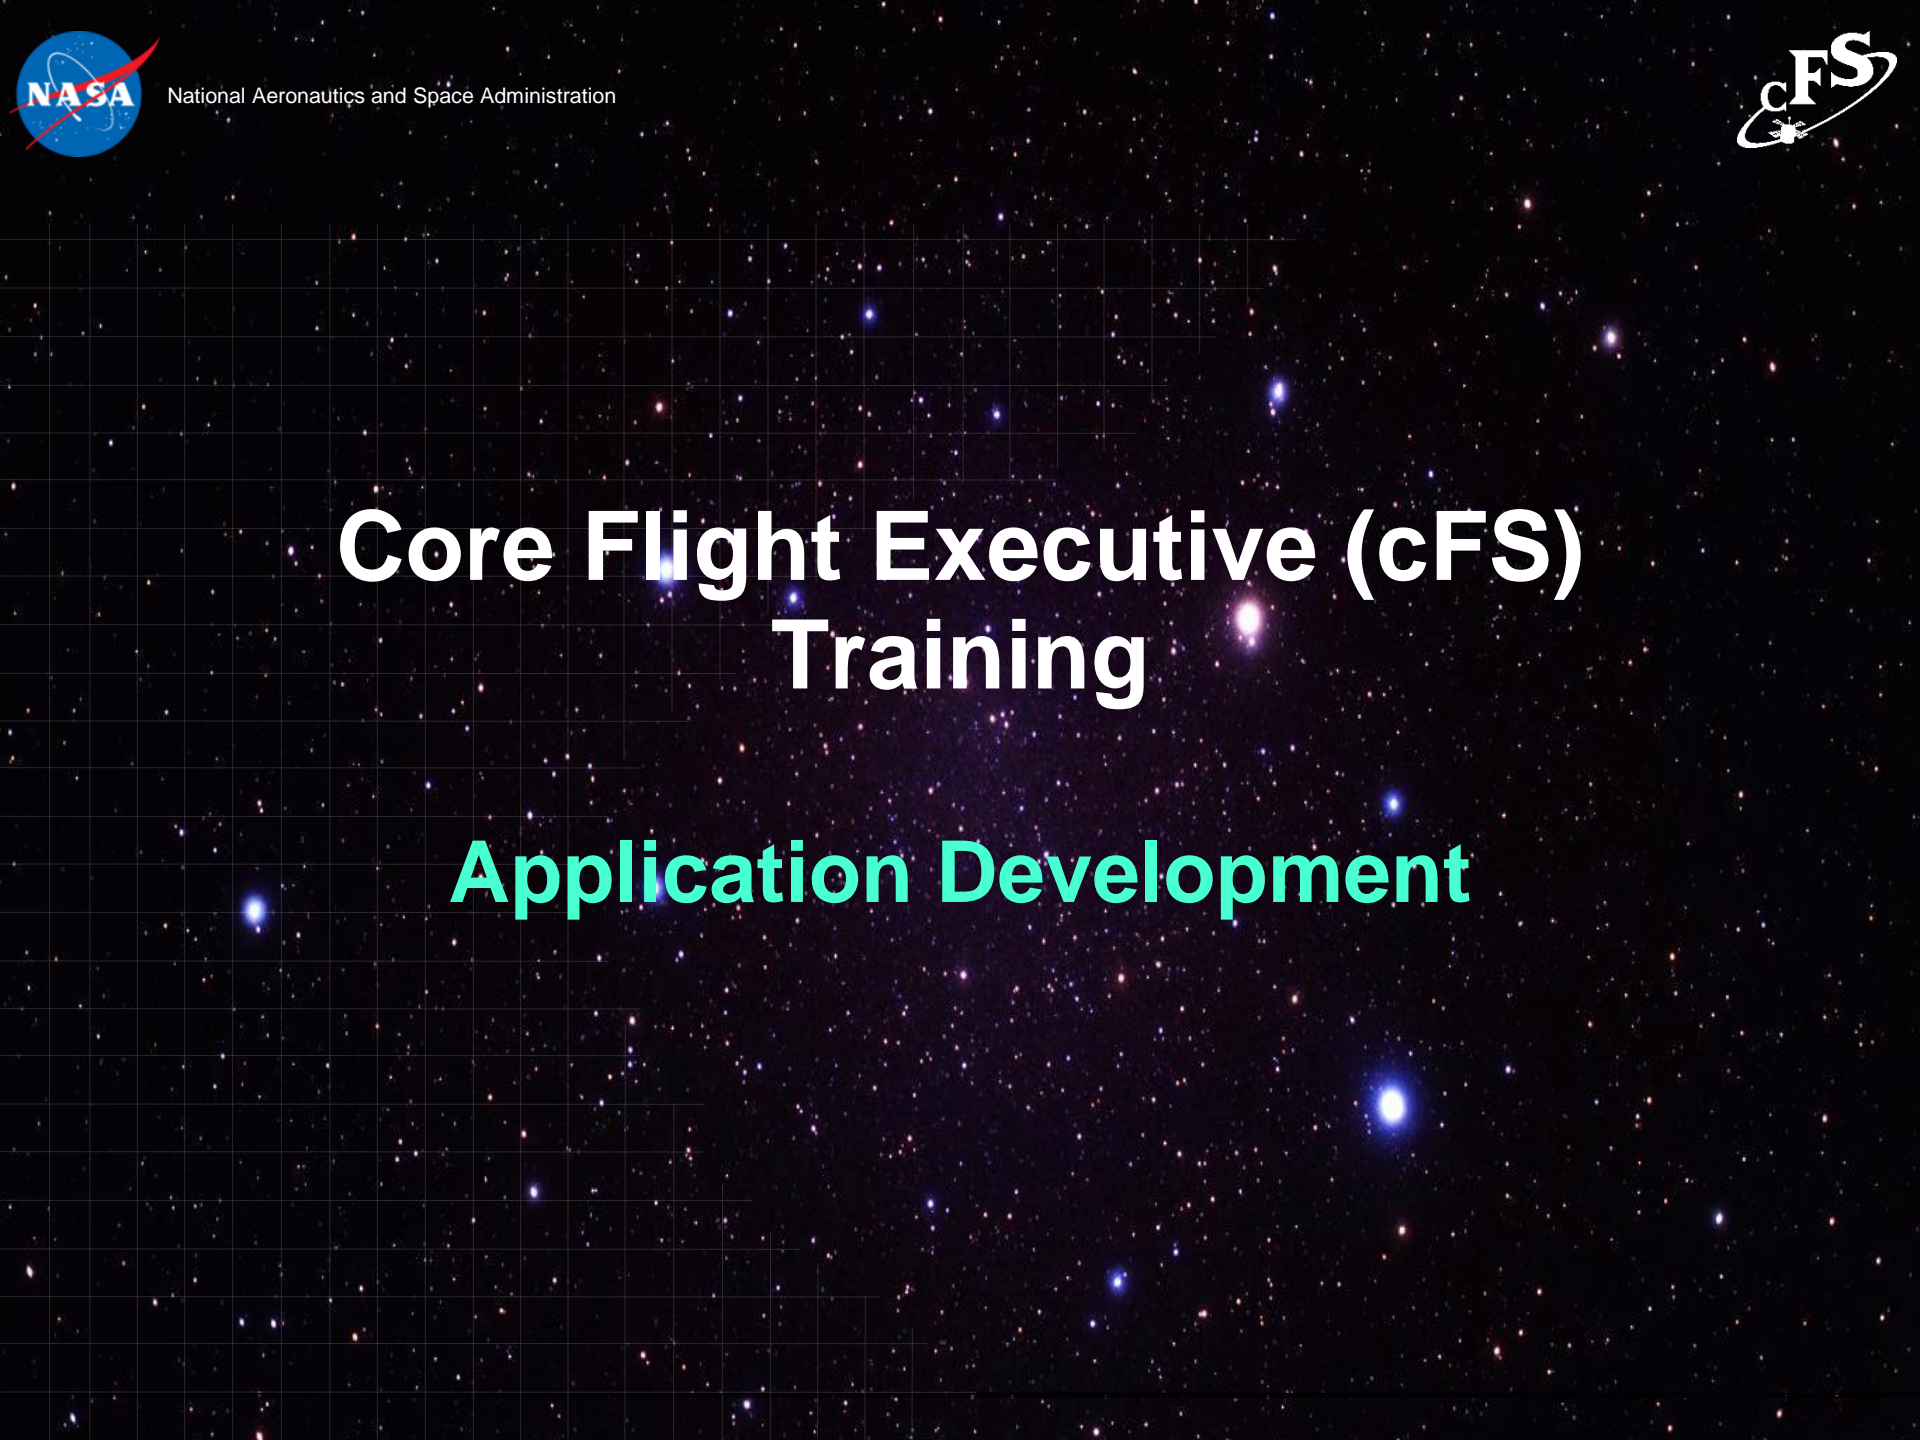 NASA
National Aeronautics and Space Administration
cFS
Core Flight Executive (cFS)
Training
Application Development